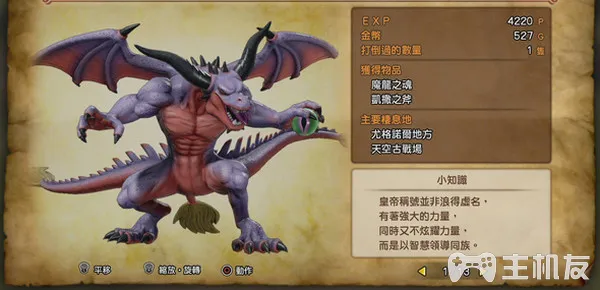 EXP 4220 P
金幣 527 G
打倒過的數量 1 隻
獲得物品
魔龍之魂
凱撒之斧
主要棲息地
尤格諾爾地方
天空古戰場
小知識
皇帝稱號並非浪得虛名，
有著強大的力量，
同時又不炫耀力量，
而是以智慧領導同族。
平移 縮放・旋轉 動作
主机友